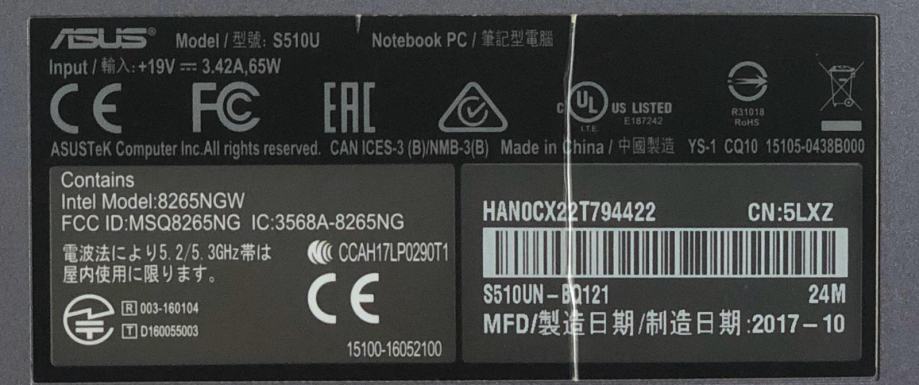 ASUS® Model / 型號: S510U Notebook PC / 筆記型電腦
Input / 輸入: +19V ⎓ 3.42A,65W
CE FC EAC C UL US LISTED
I.T.E. E187242 R31018 RoHS
ASUSTeK Computer Inc.All rights reserved. CAN ICES-3 (B)/NMB-3(B) Made in China / 中國製造 YS-1 CQ10 15105-0438B000
Contains
Intel Model:8265NGW
FCC ID:MSQ8265NG IC:3568A-8265NG
電波法により5.2/5.3GHz帯は
屋内使用に限ります。
CCAH17LP0290T1
CE
R 003-160104
T D160055003
15100-16052100
HAN0CX22T794422 CN:5LXZ
S510UN-BQ121 24M
MFD/製造日期/制造日期:2017-10